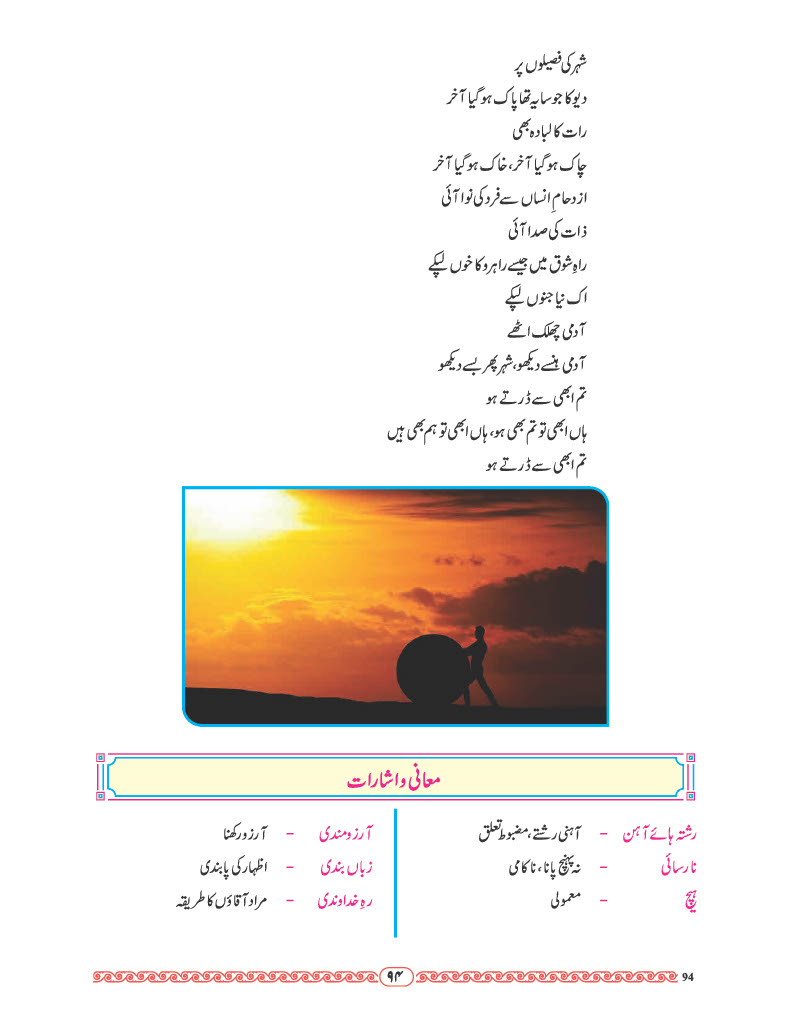 شہر کی فصیلوں پر
دیو کا جو سایہ تھا پاک ہو گیا آخر
رات کا لبادہ بھی
چاک ہو گیا آخر، خاک ہو گیا آخر
ازدحامِ انساں سے فرد کی نوا آئی
ذات کی صدا آئی
راہِ شوق میں جیسے راہرو کا خوں لپکے
اک نیا جنوں لپکے
آدمی چھلک اٹھے
آدمی ہنسے دیکھو، شہر پھر بسے دیکھو
تم ابھی سے ڈرتے ہو
ہاں ابھی تو تم بھی ہو، ہاں ابھی تو ہم بھی ہیں
تم ابھی سے ڈرتے ہو
معانی و اشارات
رشتہ ہائے آہن - آہنی رشتے، مضبوط تعلق
نارسائی - نہ پہنچ پانا، ناکامی
ہیچ - معمولی
آرزومندی - آرزو رکھنا
زباں بندی - اظہار کی پابندی
رہِ خداوندی - مراد آقاؤں کا طریقہ
۹۴
94